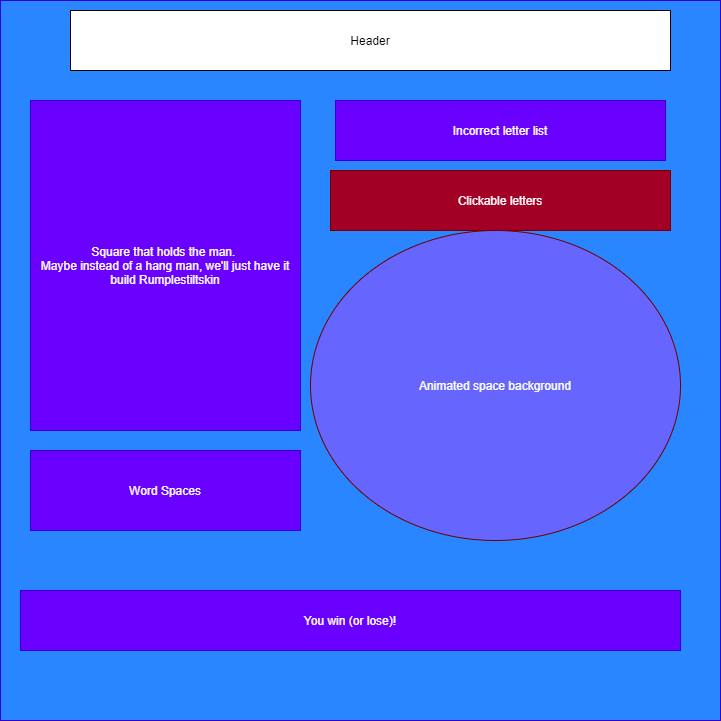 Header
Incorrect letter list
Clickable letters
Square that holds the man.
Maybe instead of a hang man, we'll just have it
build Rumplestiltskin
Animated space background
Word Spaces
You win (or lose)!